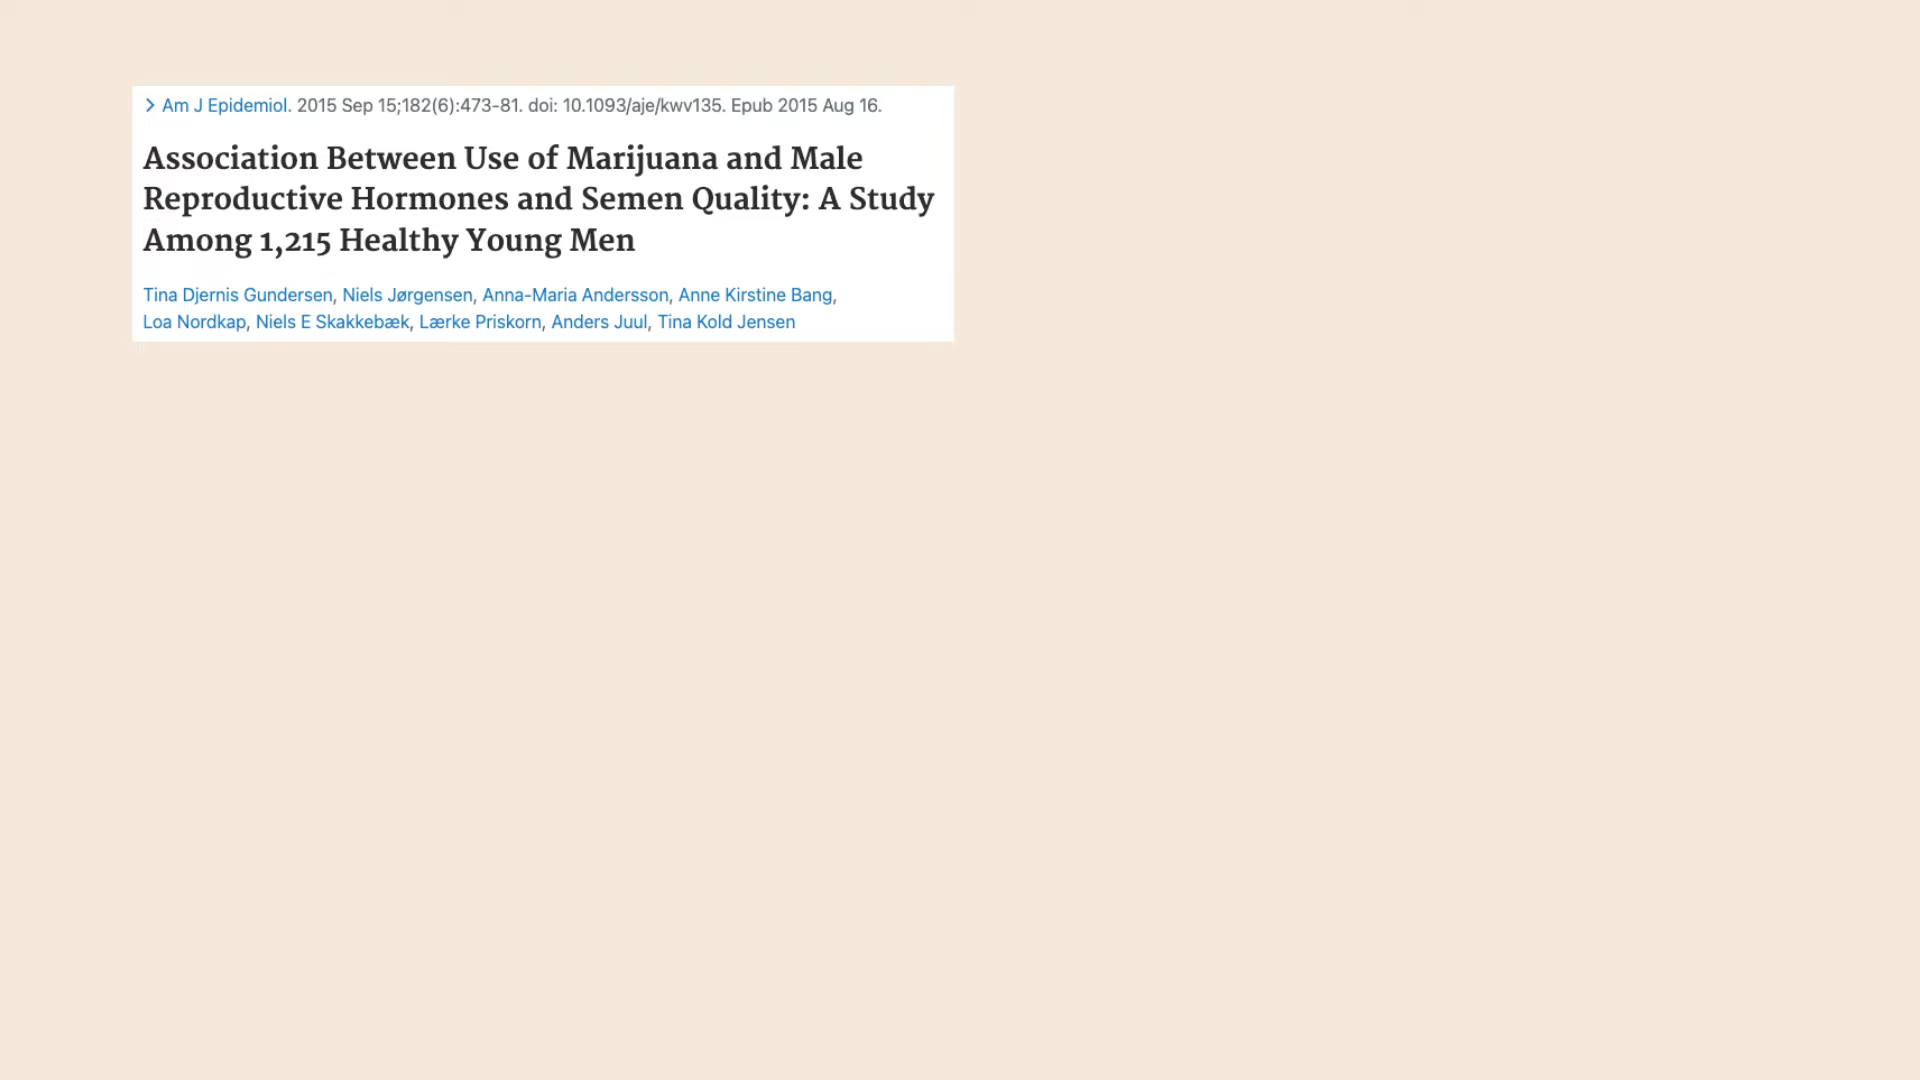 > Am J Epidemiol. 2015 Sep 15;182(6):473-81. doi: 10.1093/aje/kwv135. Epub 2015 Aug 16.
Association Between Use of Marijuana and Male
Reproductive Hormones and Semen Quality: A Study
Among 1,215 Healthy Young Men
Tina Djernis Gundersen, Niels Jørgensen, Anna-Maria Andersson, Anne Kirstine Bang,
Loa Nordkap, Niels E Skakkebæk, Lærke Priskorn, Anders Juul, Tina Kold Jensen